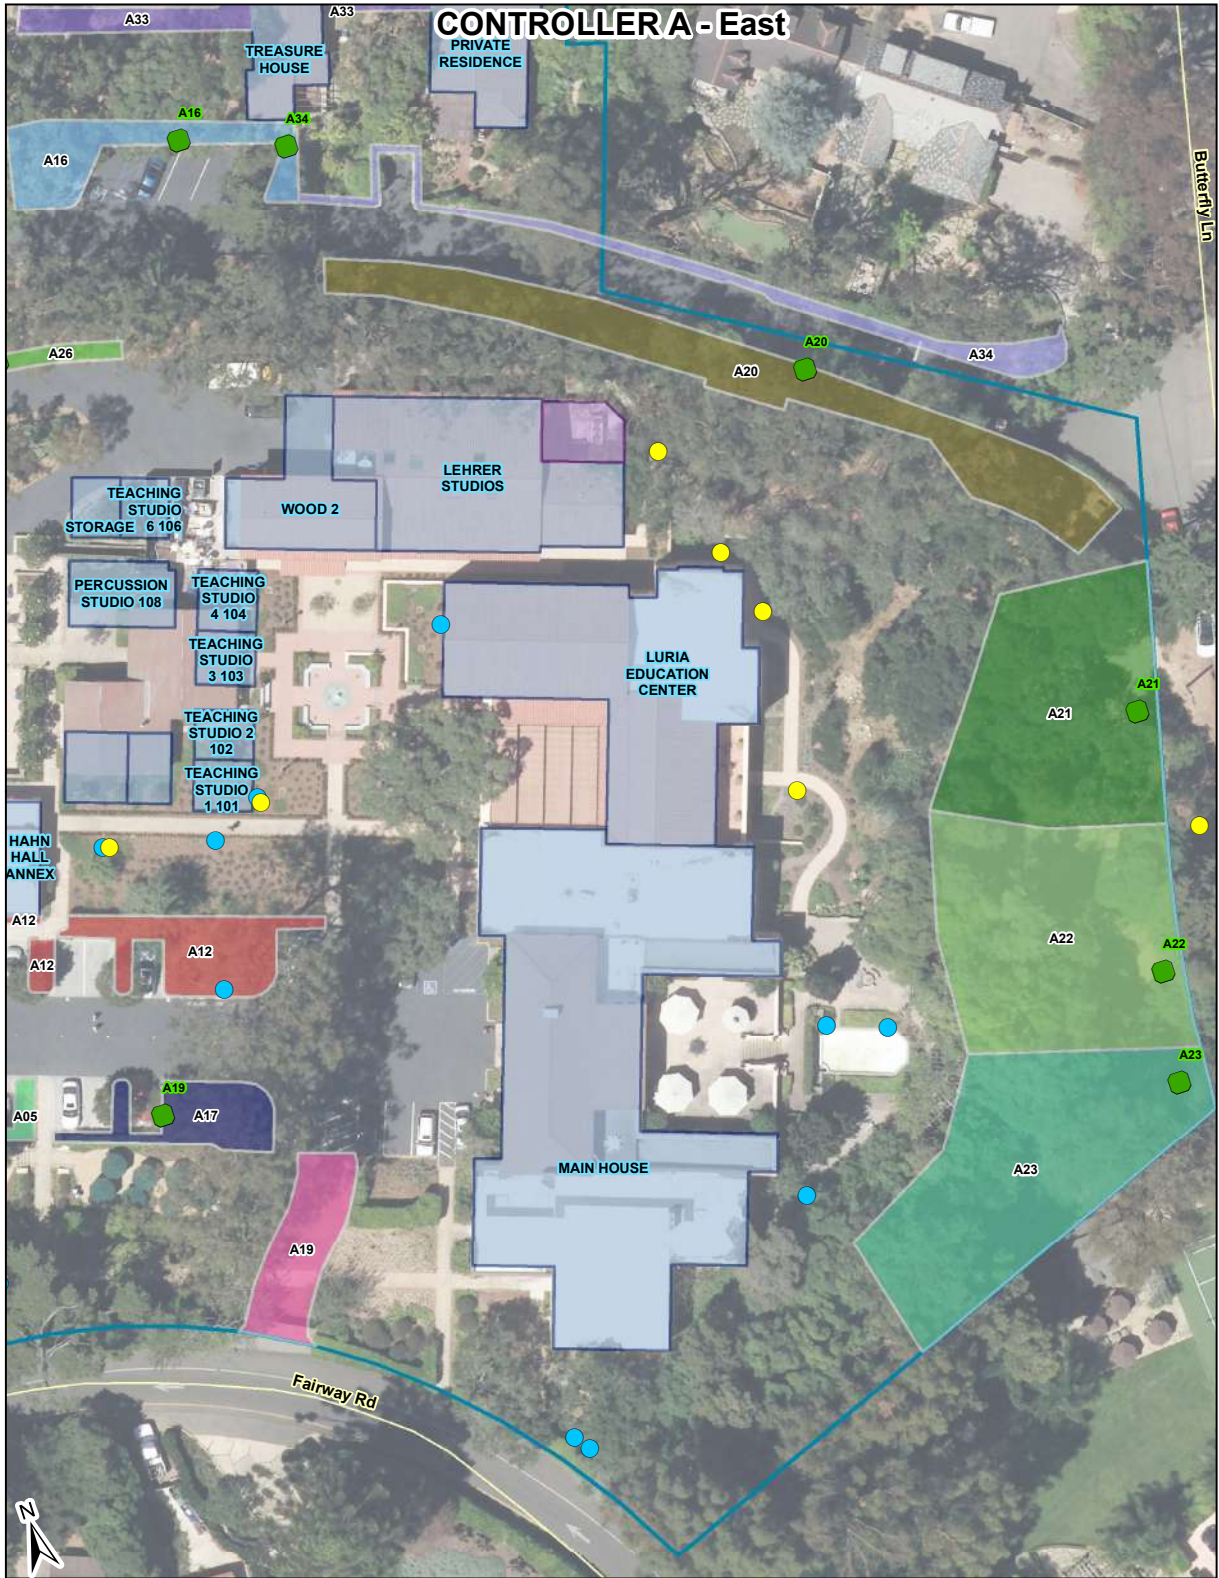 CONTROLLER A - East
A33
A33
TREASURE
HOUSE
PRIVATE
RESIDENCE
A16
A34
A16
Butterfly Ln
A20
A26
A20
A34
LEHRER
STUDIOS
TEACHING
STUDIO
6 106
STORAGE
WOOD 2
PERCUSSION
STUDIO 108
TEACHING
STUDIO
4 104
TEACHING
STUDIO
3 103
LURIA
EDUCATION
CENTER
A21
A21
TEACHING
STUDIO 2
102
TEACHING
STUDIO
1 101
HAHN
HALL
ANNEX
A12
A12
A12
A22
A22
A23
A19
A05
A17
MAIN HOUSE
A23
A19
Fairway Rd
N